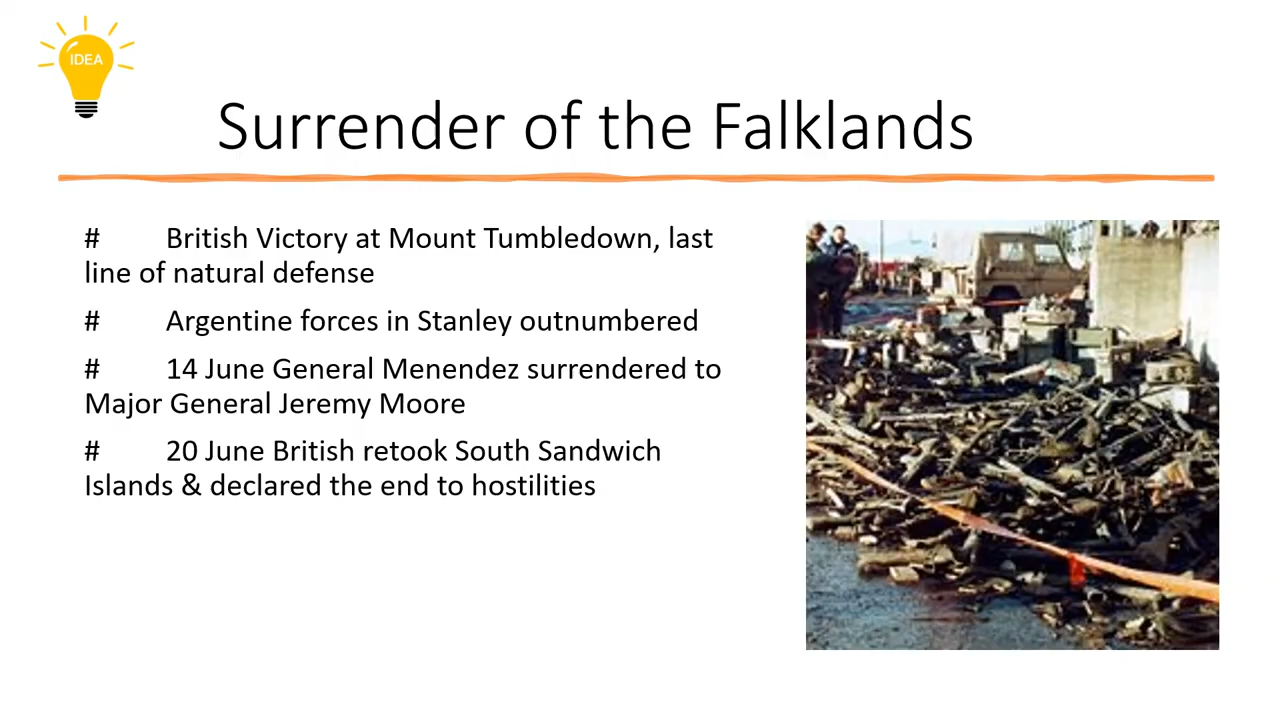 IDEA
Surrender of the Falklands
# British Victory at Mount Tumbledown, last
line of natural defense
# Argentine forces in Stanley outnumbered
# 14 June General Menendez surrendered to
Major General Jeremy Moore
# 20 June British retook South Sandwich
Islands & declared the end to hostilities